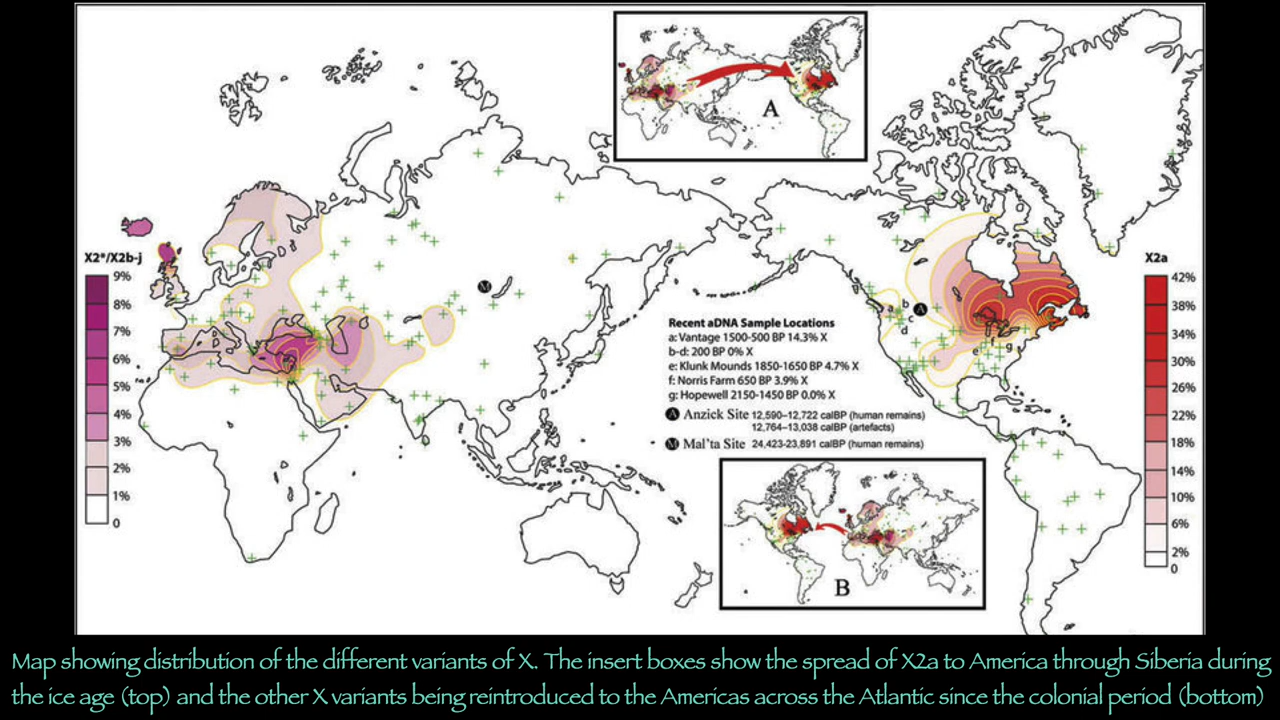 A
X2*/X2b-j
9%
8%
7%
6%
5%
4%
3%
2%
1%
0
M
b
a
A
c
d
f
e
g
X2a
42%
38%
34%
30%
26%
22%
18%
14%
10%
6%
2%
0
Recent aDNA Sample Locations
a: Vantage 1500-500 BP 14.3% X
b-d: 200 BP 0% X
e: Klunk Mounds 1850-1650 BP 4.7% X
f: Norris Farm 650 BP 3.9% X
g: Hopewell 2150-1450 BP 0.0% X
A Anzick Site 12,590–12,722 calBP (human remains)
12,764–13,038 calBP (artefacts)
M Mal'ta Site 24,423-23,891 calBP (human remains)
B
Map showing distribution of the different variants of X. The insert boxes show the spread of X2a to America through Siberia during
the ice age (top) and the other X variants being reintroduced to the Americas across the Atlantic since the colonial period (bottom)